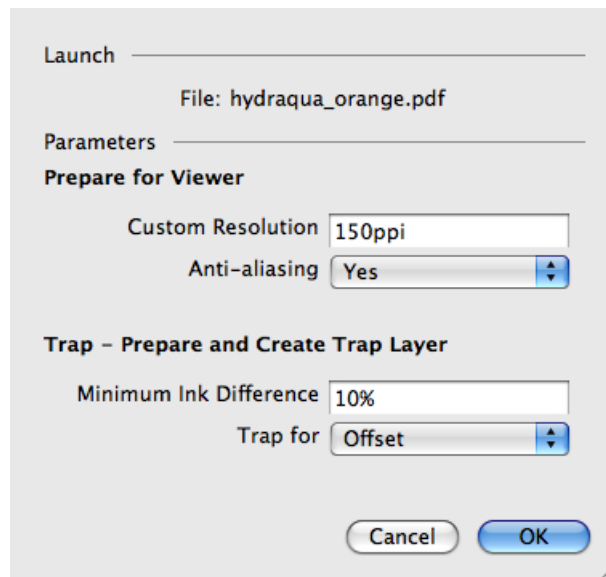 Launch
File: hydraqua_orange.pdf
Parameters
Prepare for Viewer
Custom Resolution 150ppi
Anti-aliasing Yes
Trap – Prepare and Create Trap Layer
Minimum Ink Difference 10%
Trap for Offset
Cancel OK